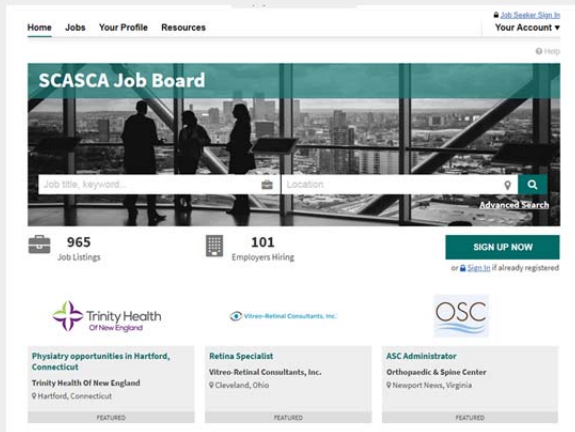 Job Seeker Sign In
Home Jobs Your Profile Resources
Your Account
Help
SCASCA Job Board
Job title, keyword...
Location
Advanced Search
965
Job Listings
101
Employers Hiring
SIGN UP NOW
or Sign In if already registered
Trinity Health
Of New England
Vitreo-Retinal Consultants, Inc.
OSC
Physiatry opportunities in Hartford,
Connecticut
Trinity Health Of New England
Hartford, Connecticut
FEATURED
Retina Specialist
Vitreo-Retinal Consultants, Inc.
Cleveland, Ohio
FEATURED
ASC Administrator
Orthopaedic & Spine Center
Newport News, Virginia
FEATURED